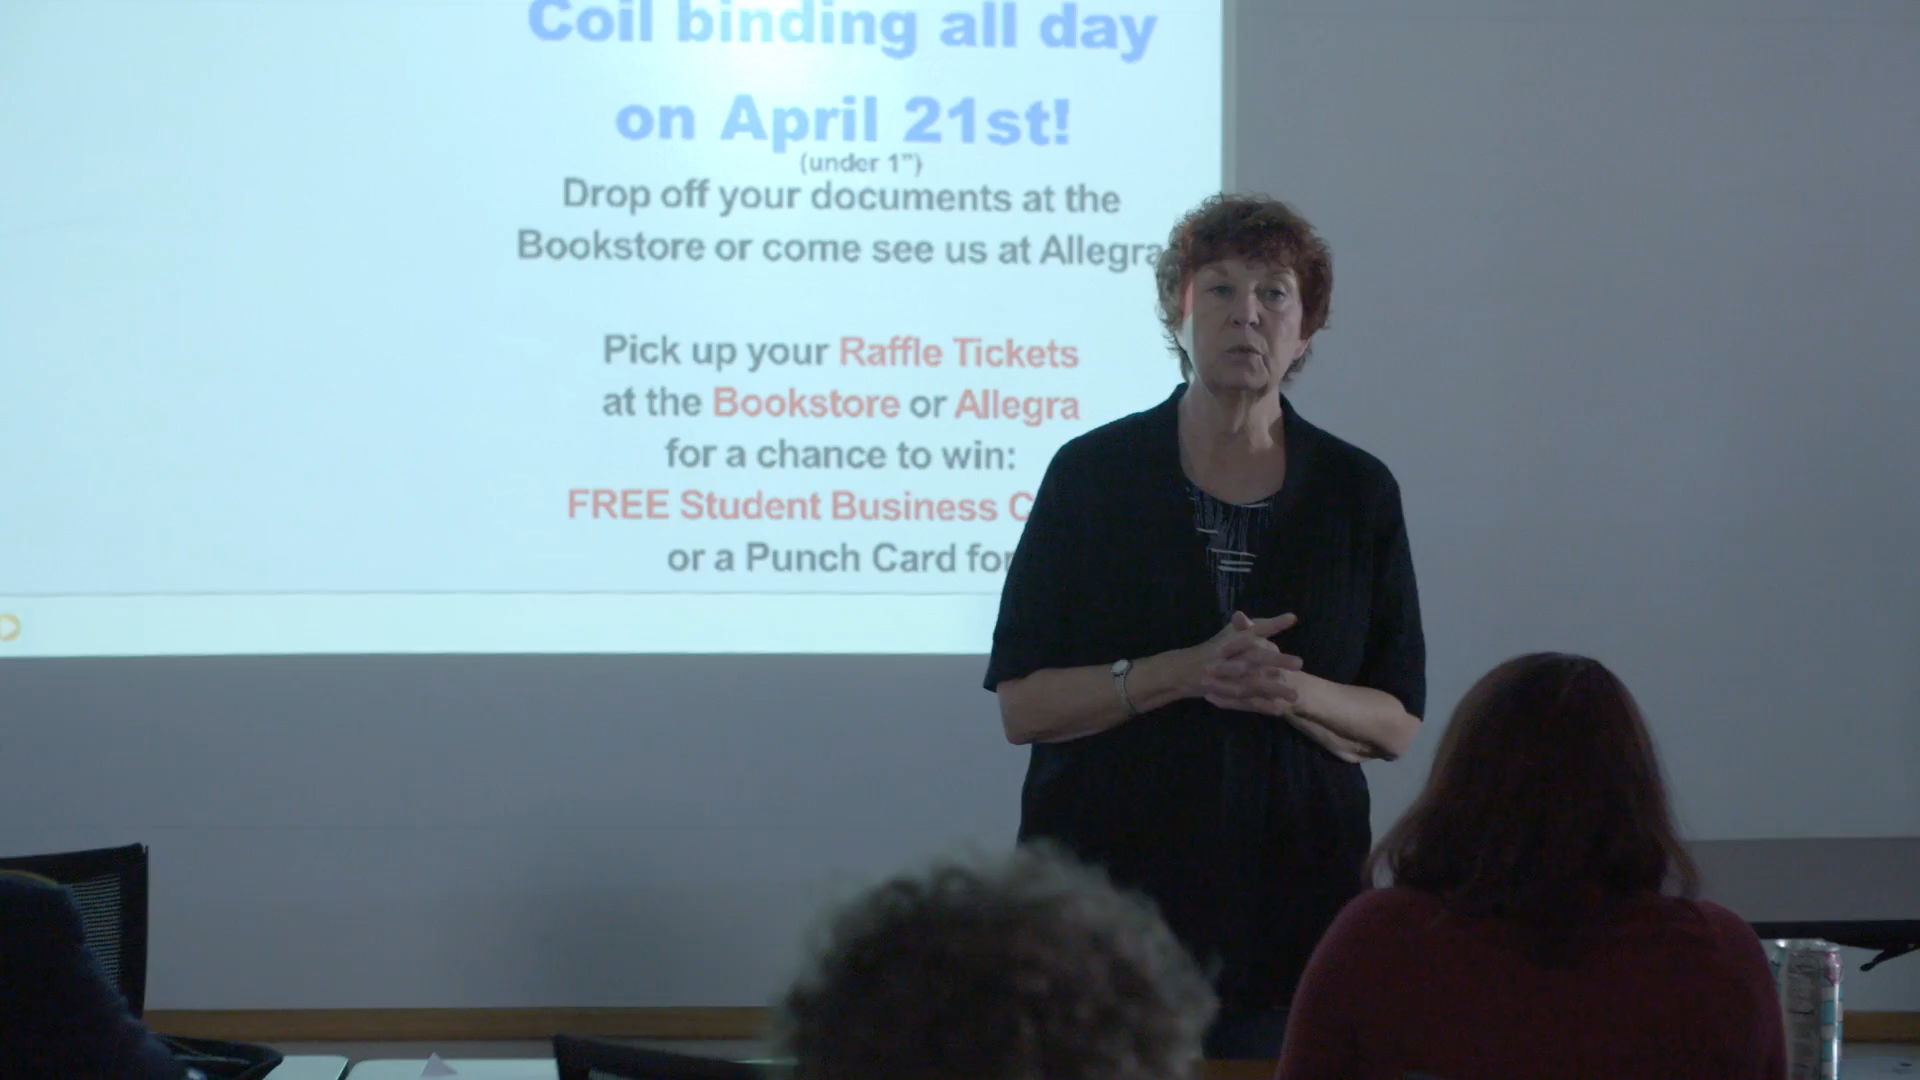 Coil binding all day
on April 21st!
(under 1")
Drop off your documents at the
Bookstore or come see us at Allegra
Pick up your Raffle Tickets
at the Bookstore or Allegra
for a chance to win:
FREE Student Business
or a Punch Card for